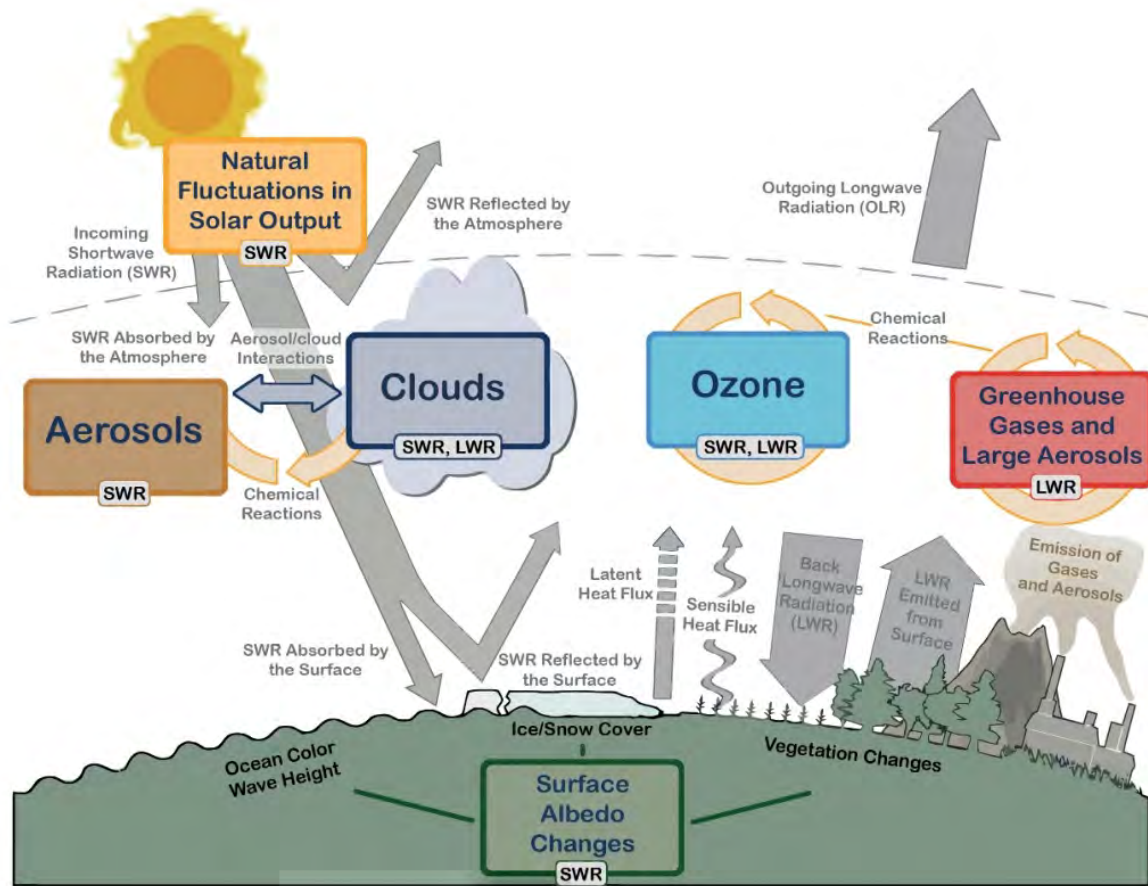 Natural
Fluctuations in
Solar Output
SWR
Incoming
Shortwave
Radiation (SWR)
SWR Reflected by
the Atmosphere
Outgoing Longwave
Radiation (OLR)
SWR Absorbed by
the Atmosphere
Aerosol/cloud
Interactions
Chemical
Reactions
Aerosols
SWR
Clouds
SWR, LWR
Ozone
SWR, LWR
Greenhouse
Gases and
Large Aerosols
LWR
Chemical
Reactions
Latent
Heat Flux
Sensible
Heat Flux
Back
Longwave
Radiation
(LWR)
LWR
Emitted
from
Surface
Emission of
Gases
and Aerosols
SWR Absorbed by
the Surface
SWR Reflected by
the Surface
Ice/Snow Cover
Ocean Color
Wave Height
Vegetation Changes
Surface
Albedo
Changes
SWR